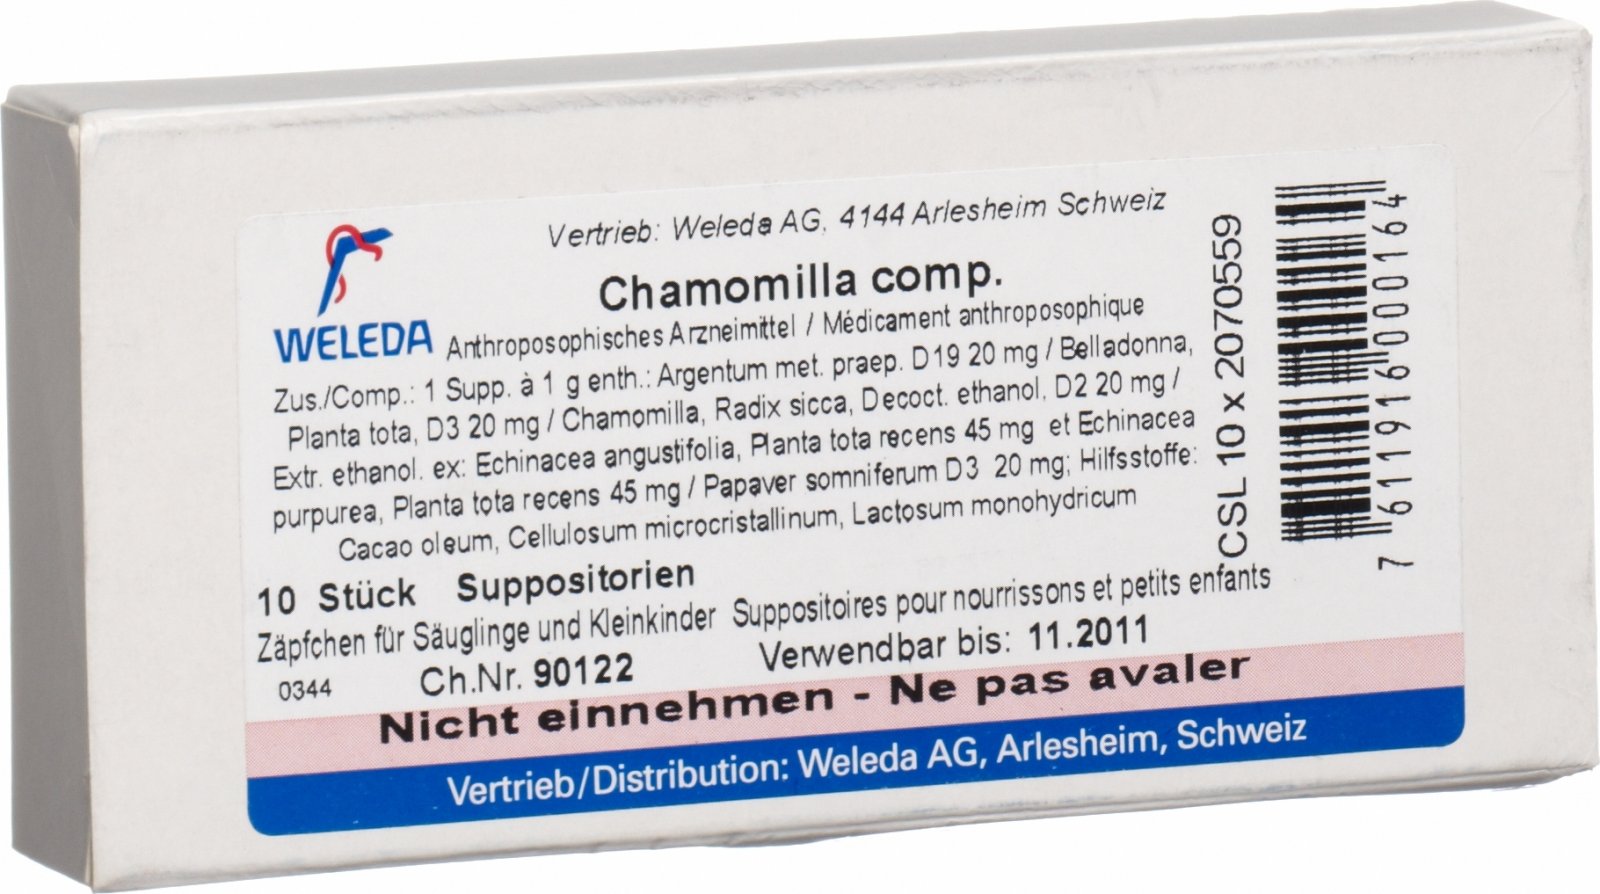 Vertrieb: Weleda AG, 4144 Arlesheim Schweiz
Chamomilla comp.
WELEDA
Anthroposophisches Arzneimittel / Médicament anthroposophique
Zus./Comp.: 1 Supp. à 1 g enth.: Argentum met. praep. D19 20 mg / Belladonna,
Planta tota, D3 20 mg / Chamomilla, Radix sicca, Decoct. ethanol. D2 20 mg /
Extr. ethanol. ex: Echinacea angustifolia, Planta tota recens 45 mg et Echinacea
purpurea, Planta tota recens 45 mg / Papaver somniferum D3 20 mg; Hilfsstoffe:
Cacao oleum, Cellulosum microcristallinum, Lactosum monohydricum
10 Stück Suppositorien
Zäpfchen für Säuglinge und Kleinkinder Suppositoires pour nourrissons et petits enfants
0344 Ch.Nr. 90122 Verwendbar bis: 11.2011
Nicht einnehmen - Ne pas avaler
Vertrieb/Distribution: Weleda AG, Arlesheim, Schweiz
CSL 10 x 2070559
7 611916 000164